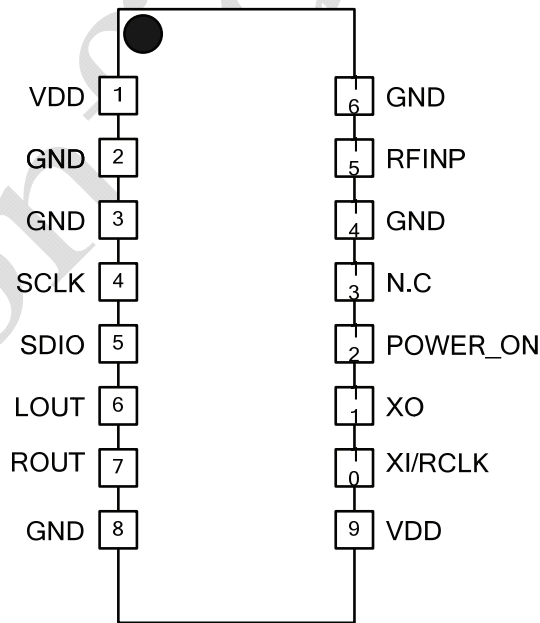 VDD 1 16 GND
GND 2 15 RFINP
GND 3 14 GND
SCLK 4 13 N.C
SDIO 5 12 POWER_ON
LOUT 6 11 XO
ROUT 7 10 XI/RCLK
GND 8 9 VDD